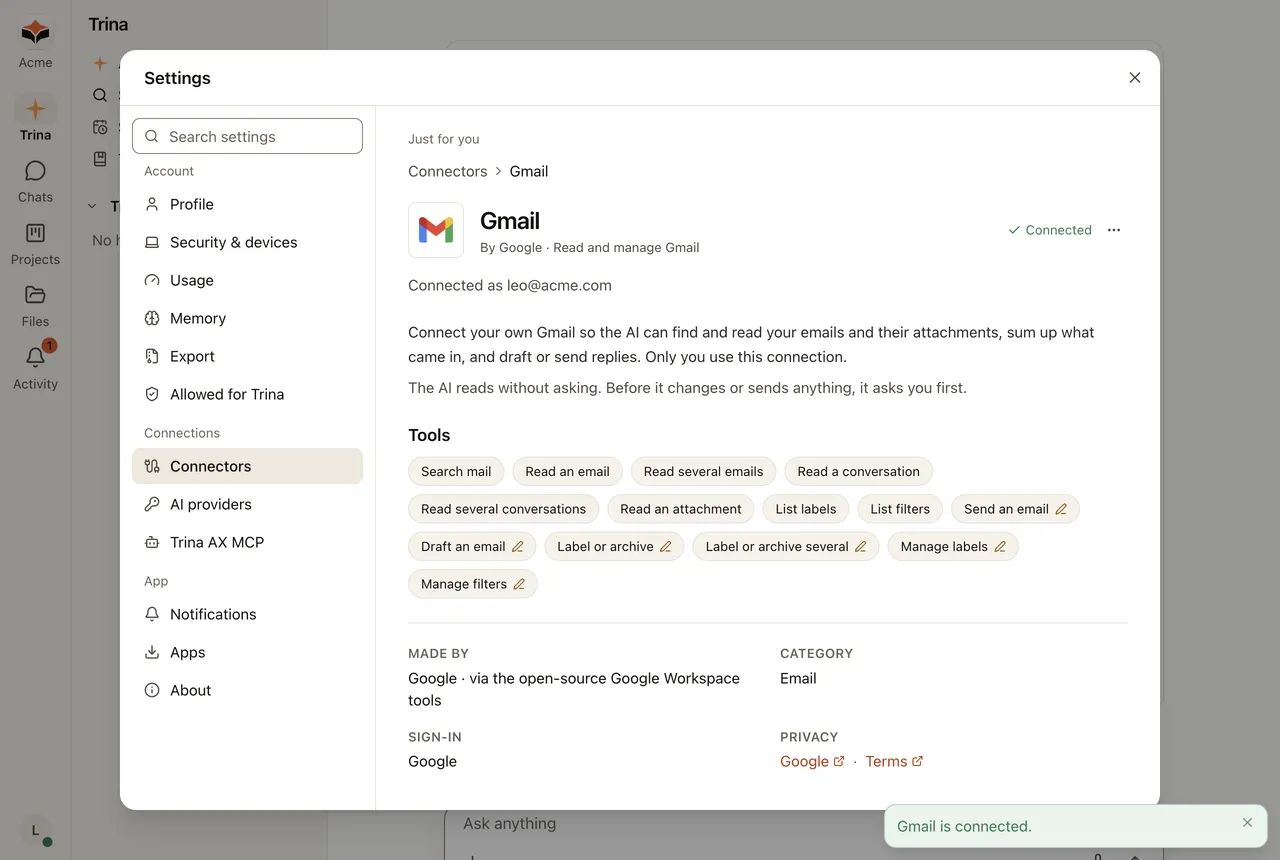 Trina
Acme
Trina
Chats
Projects
Files
1
Activity
L
No
Settings
Search settings
Account
Profile
Security & devices
Usage
Memory
Export
Allowed for Trina
Connections
Connectors
AI providers
Trina AX MCP
App
Notifications
Apps
About
Just for you
Connectors > Gmail
Gmail
By Google · Read and manage Gmail
Connected
Connected as leo@acme.com
Connect your own Gmail so the AI can find and read your emails and their attachments, sum up what
came in, and draft or send replies. Only you use this connection.
The AI reads without asking. Before it changes or sends anything, it asks you first.
Tools
Search mail Read an email Read several emails Read a conversation
Read several conversations Read an attachment List labels List filters Send an email
Draft an email Label or archive Label or archive several Manage labels
Manage filters
MADE BY
Google · via the open-source Google Workspace
tools
CATEGORY
Email
SIGN-IN
Google
PRIVACY
Google · Terms
Ask anything
Gmail is connected.